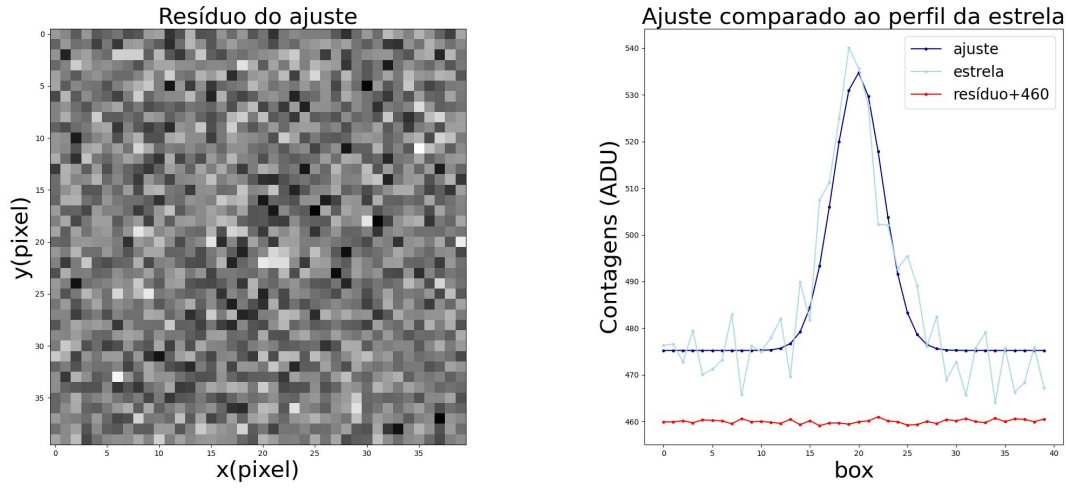 Resíduo do ajuste
0
5
10
15
20
25
30
35
y(pixel)
0 5 10 15 20 25 30 35
x(pixel)
Ajuste comparado ao perfil da estrela
ajuste
estrela
resíduo+460
540
530
520
510
500
490
480
470
460
Contagens (ADU)
0 5 10 15 20 25 30 35 40
box